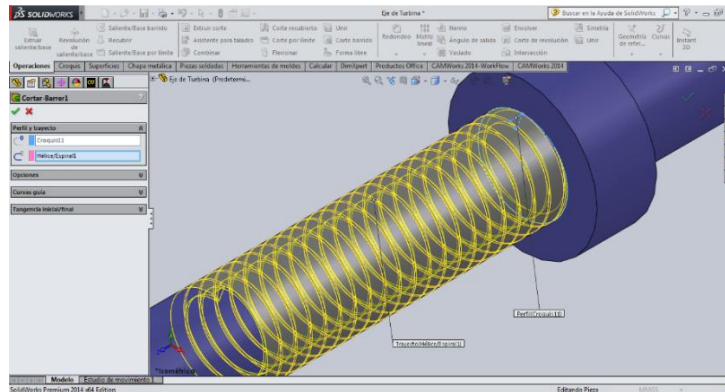 SOLIDWORKS
Eje de Turbina *
Buscar en la Ayuda de SolidWorks
Extruir saliente/base
Revolución de saliente/base
Saliente/Base barrido
Recubrir
Saliente/Base por límite
Extruir corte
Asistente para taladro
Combinar
Corte recubierto
Corte por límite
Flexionar
Unir
Corte barrido
Forma libre
Redondeo
Matriz lineal
Nervio
Ángulo de salida
Vaciado
Envolver
Corte de revolución
Intersección
Simetría
Unir
Geometría de refer...
Curvas
Instant 3D
Operaciones
Croquis
Superficies
Chapa metálica
Piezas soldadas
Herramientas de moldes
Calcular
DimXpert
Productos Office
CAMWorks 2014-WorkFlow
CAMWorks 2014
Eje de Turbina (Predetermi...
Cortar-Barrer1
Perfil y trayecto
Croquis11
Hélice/Espiral1
Opciones
Curvas guía
Tangencia inicial/final
Perfil(Croquis11)
Trayecto(Hélice/Espiral1)
*Isométrica
Modelo
Estudio de movimiento 1
SolidWorks Premium 2014 x64 Edition
Editando Pieza
MMGS